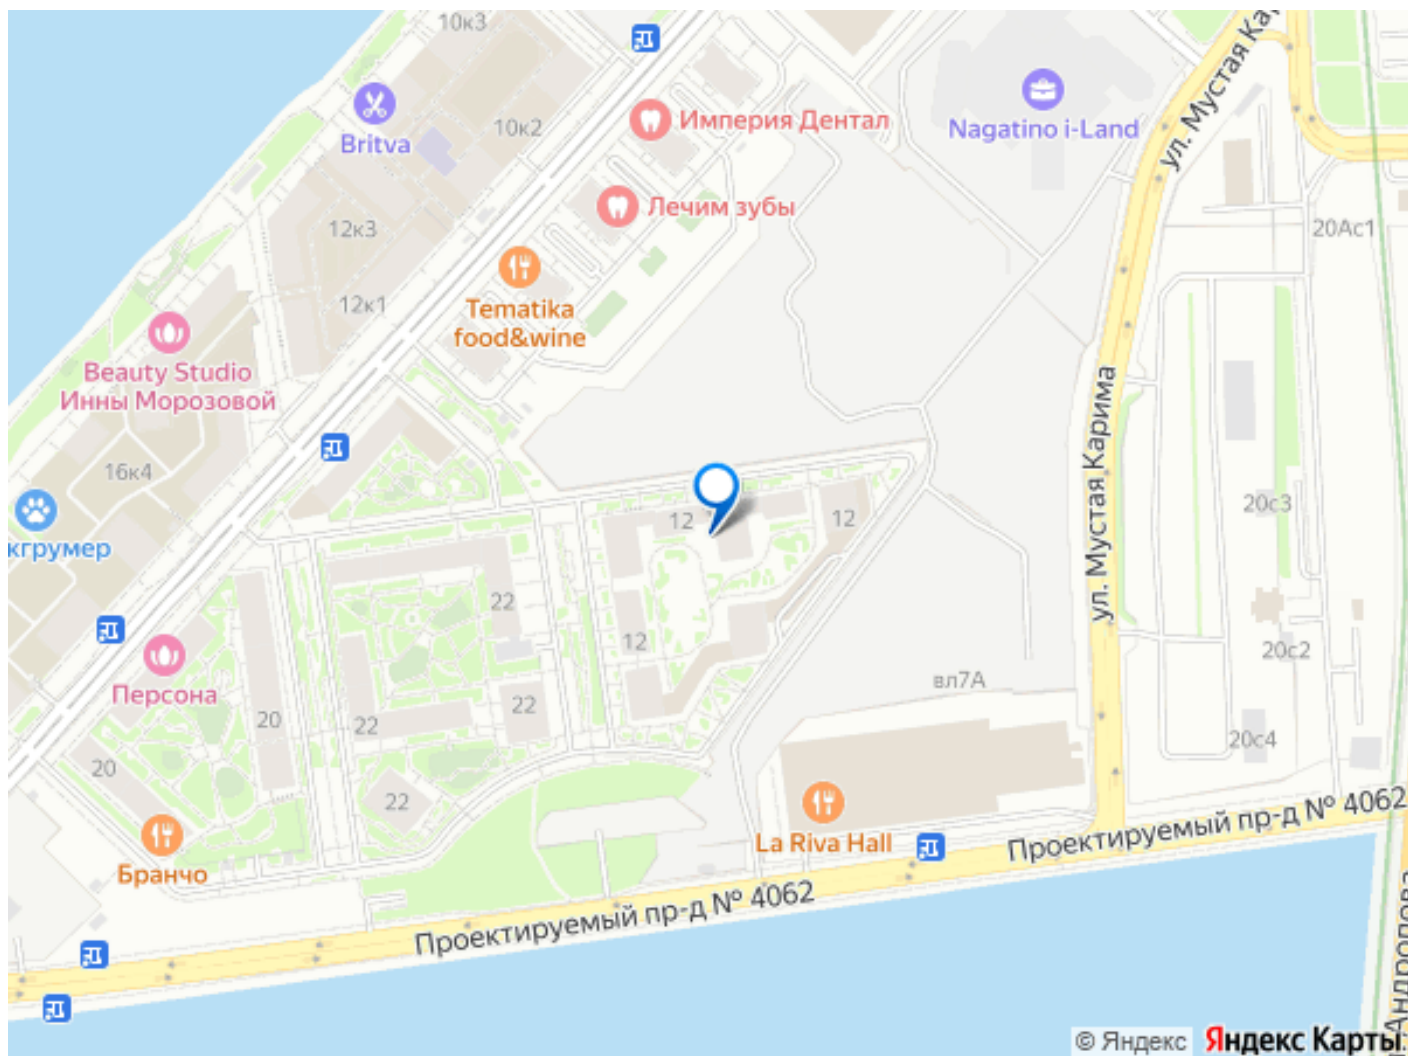 10к3
Britva
10к2
Империя Дентал
Nagatino i-Land
ул. Мустая Кар
Лечим зубы
12к3
20Ас1
12к1
Tematika
food&wine
Beauty Studio
Инны Морозовой
16к4
ул. Мустая Карима
20с3
12
12
кгрумер
22
12
20с2
вл7А
Персона
20
22
22
20с4
20
22
La Riva Hall
Бранчо
Проектируемый пр-д № 4062
Проектируемый пр-д № 4062
Андропова
© Яндекс Яндекс Карты